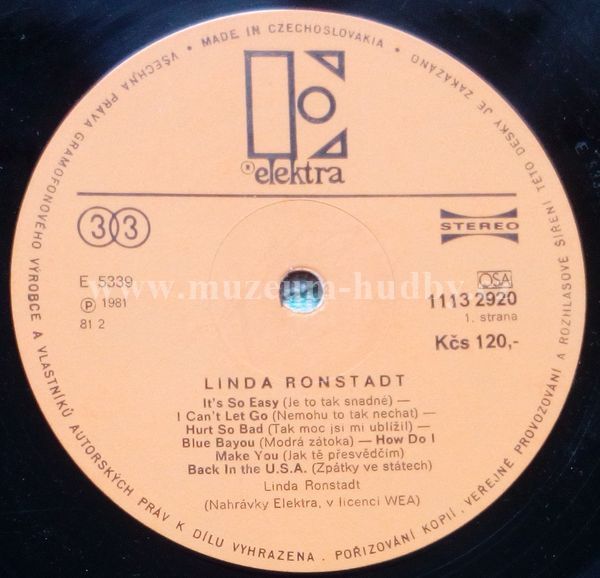 VŠECHNA PRÁVA GRAMOFONOVÉHO VÝROBCE A VLASTNÍKŮ AUTORSKÝCH PRÁV K DÍLU VYHRAZENA. POŘIZOVÁNÍ KOPIÍ, VEŘEJNÉ PROVOZOVÁNÍ A ROZHLASOVÉ ŠÍŘENÍ TÉTO DESKY JE ZAKÁZÁNO
• MADE IN CZECHOSLOVAKIA •
® elektra
33
STEREO
E 5339
Ⓟ 1981
81 2
OSA
1113 2920
1. strana
Kčs 120,-
www.muzeum-hudby.
LINDA RONSTADT
It's So Easy (Je to tak snadné) —
I Can't Let Go (Nemohu to tak nechat) —
Hurt So Bad (Tak moc jsi mi ublížil) —
Blue Bayou (Modrá zátoka) — How Do I
Make You (Jak tě přesvědčím)
Back In the U.S.A. (Zpátky ve státech)
Linda Ronstadt
(Nahrávky Elektra, v licenci WEA)